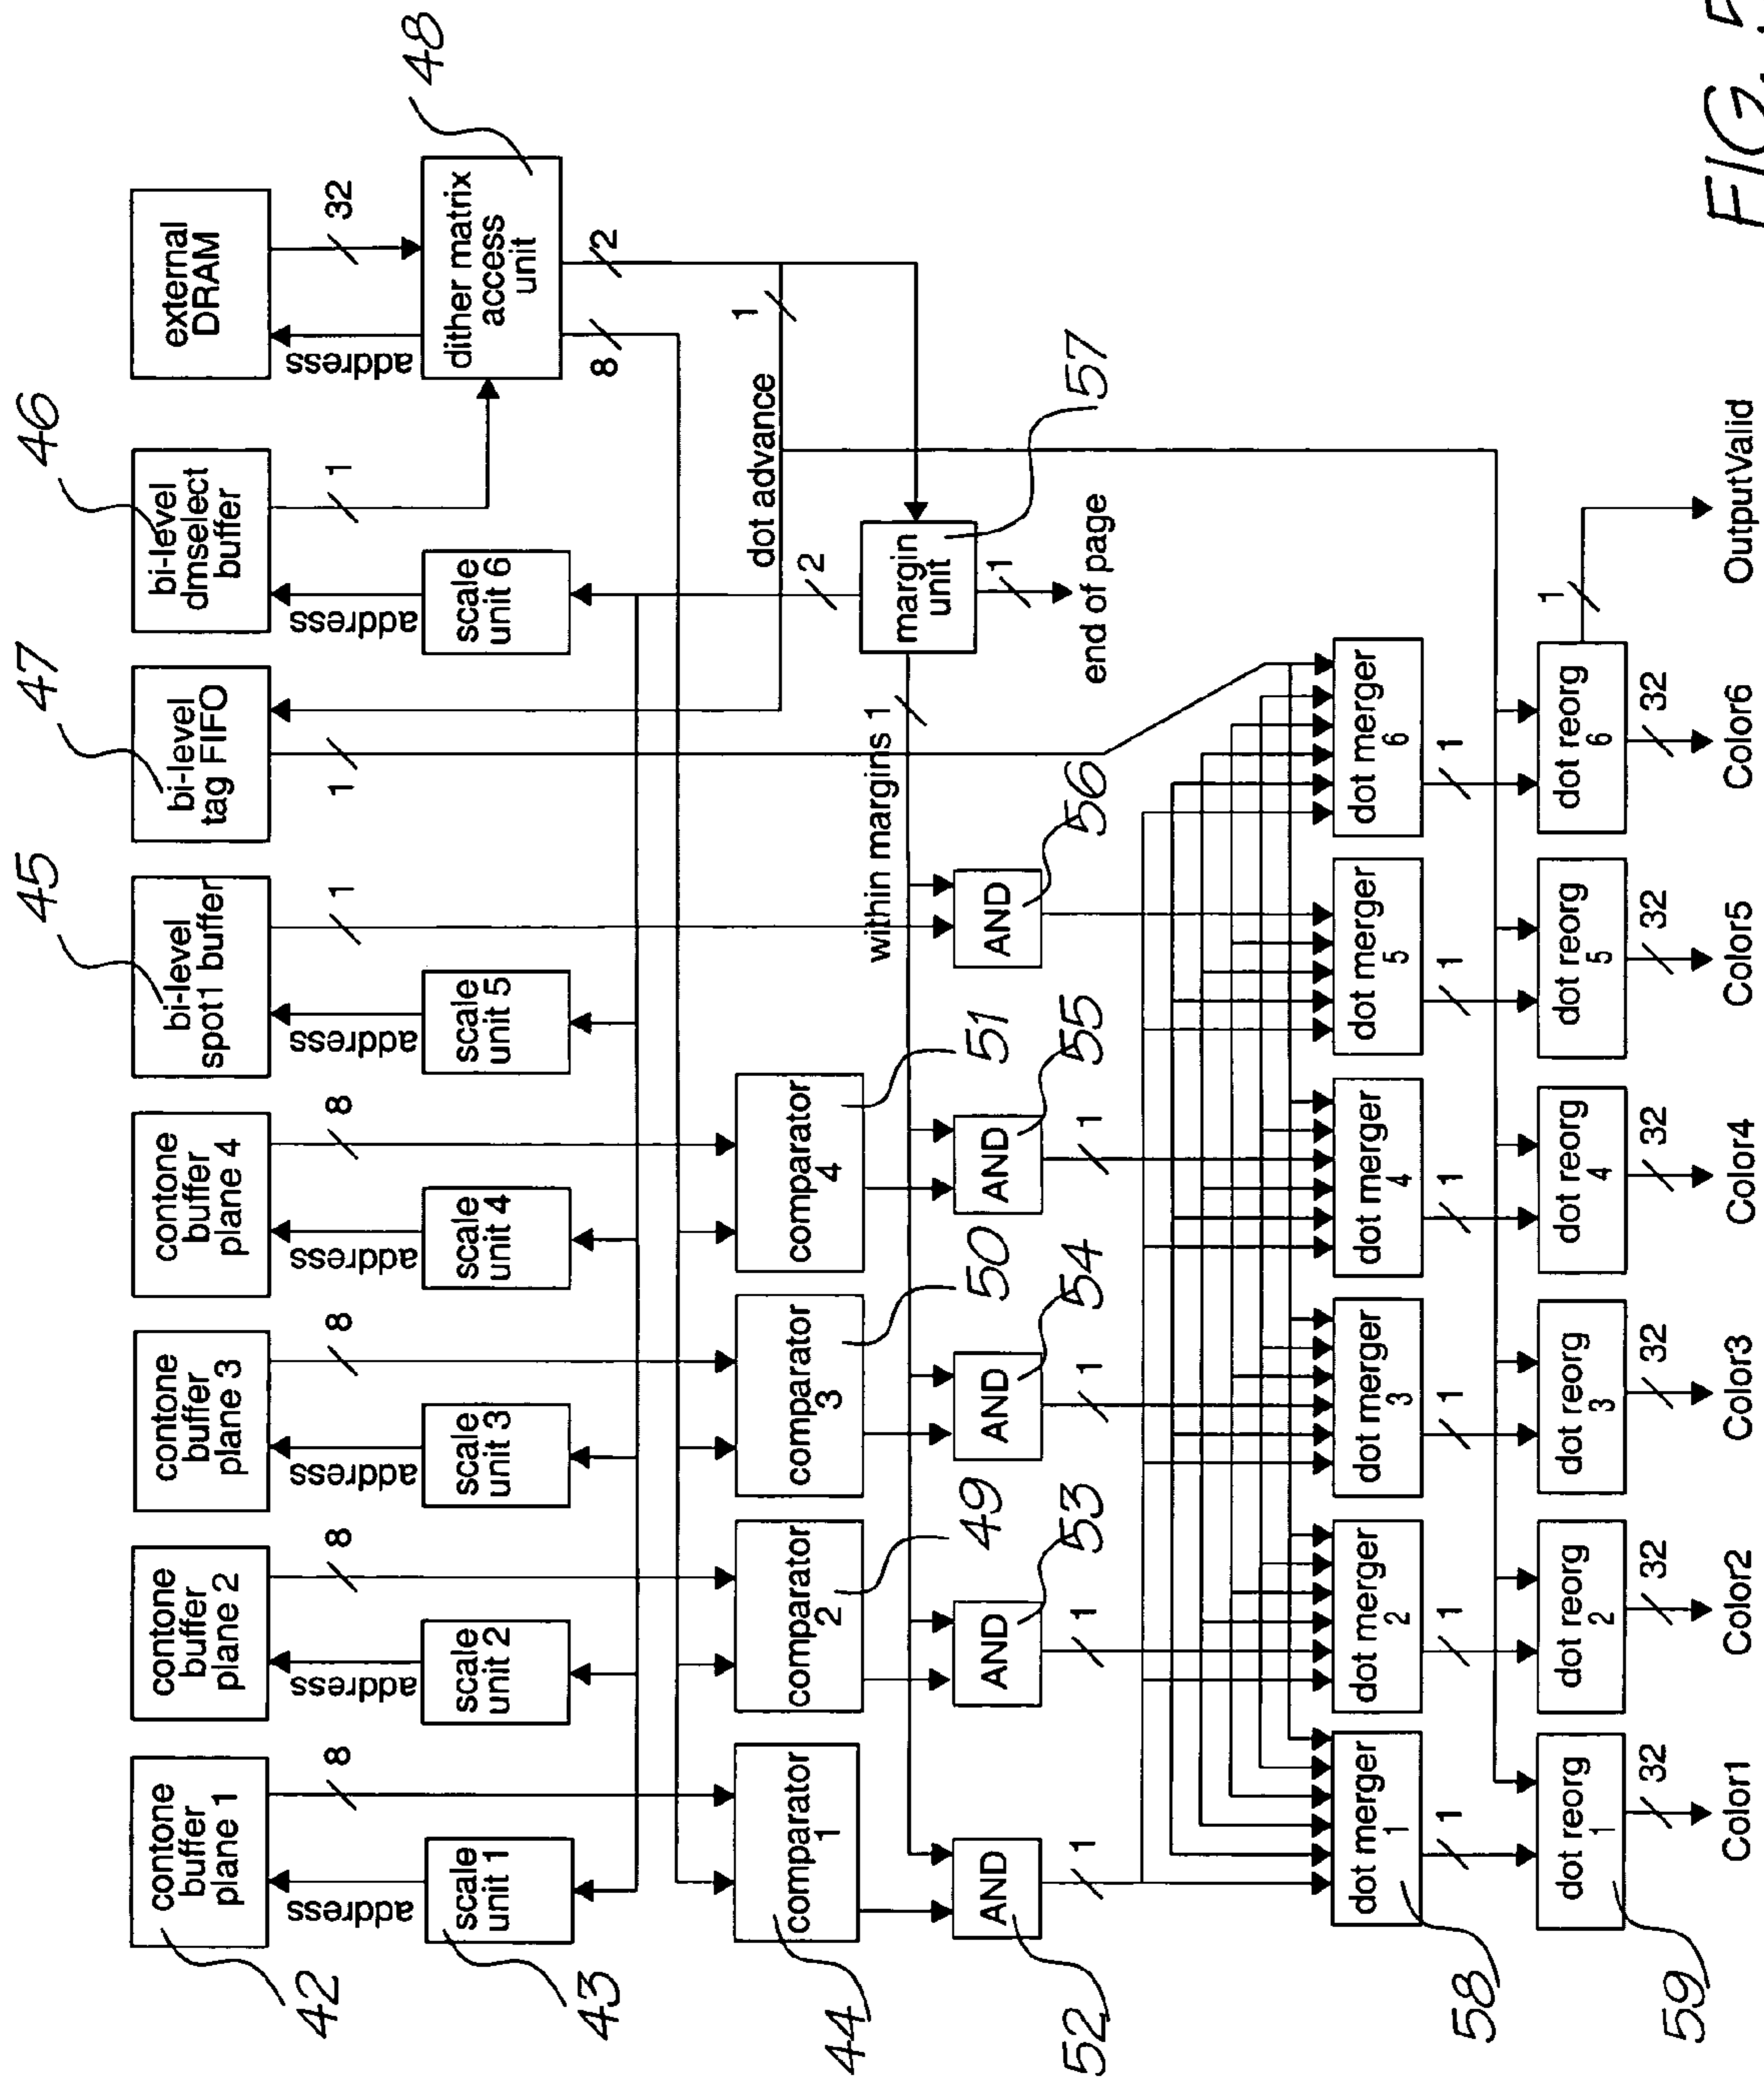 45
47
46
48
contone
buffer
plane 1
contone
buffer
plane 2
contone
buffer
plane 3
contone
buffer
plane 4
bi-level
spot1 buffer
bi-level
tag FIFO
bi-level
dmselect
buffer
external
DRAM
42
address
8
address
8
address
8
address
8
address
1
1
address
1
address
32
43
scale
unit 1
scale
unit 2
scale
unit 3
scale
unit 4
scale
unit 5
scale
unit 6
dither matrix
access
unit
8
2
1
dot advance
44
comparator
1
comparator
2
comparator
3
comparator
4
49
50
51
2
within margins
1
margin
unit
57
1
end of page
52
AND
AND
53
AND
54
AND
55
AND
56
1
1
1
1
58
dot merger
1
dot merger
2
dot merger
3
dot merger
4
dot merger
5
dot merger
6
1
1
1
1
1
1
59
dot reorg
1
dot reorg
2
dot reorg
3
dot reorg
4
dot reorg
5
dot reorg
6
1
32
32
32
32
32
32
Color1
Color2
Color3
Color4
Color5
Color6
OutputValid
FIG.